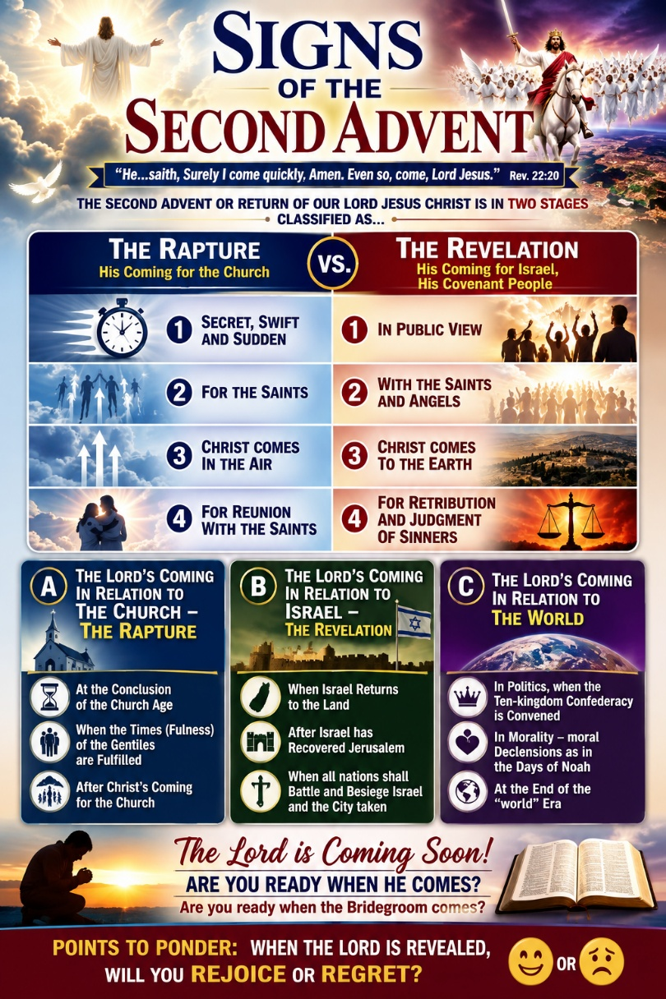 SIGNS
OF THE
SECOND ADVENT
"He...saith, Surely I come quickly, Amen. Even so, come, Lord Jesus." Rev. 22:20
THE SECOND ADVENT OR RETURN OF OUR LORD JESUS CHRIST IS IN TWO STAGES
CLASSIFIED AS...
THE RAPTURE
His Coming for the Church
VS.
THE REVELATION
His Coming for Israel,
His Covenant People
1 SECRET, SWIFT
AND SUDDEN
1 IN PUBLIC VIEW
2 FOR THE SAINTS
2 WITH THE SAINTS
AND ANGELS
3 CHRIST COMES
IN THE AIR
3 CHRIST COMES
TO THE EARTH
4 FOR REUNION
WITH THE SAINTS
4 FOR RETRIBUTION
AND JUDGMENT
OF SINNERS
A THE LORD'S COMING
IN RELATION TO
THE CHURCH –
THE RAPTURE
At the Conclusion
of the Church Age
When the Times (Fulness)
of the Gentiles
are Fulfilled
After Christ's Coming
for the Church
B THE LORD'S COMING
IN RELATION TO
ISRAEL –
THE REVELATION
When Israel Returns
to the Land
After Israel has
Recovered Jerusalem
When all nations shall
Battle and Besiege Israel
and the City taken
C THE LORD'S COMING
IN RELATION TO
THE WORLD
In Politics, when the
Ten-kingdom Confederacy
is Convened
In Morality – moral
Declensions as in
the Days of Noah
At the End of the
"world" Era
The Lord is Coming Soon!
ARE YOU READY WHEN HE COMES?
Are you ready when the Bridegroom comes?
POINTS TO PONDER: WHEN THE LORD IS REVEALED,
WILL YOU REJOICE OR REGRET?
OR